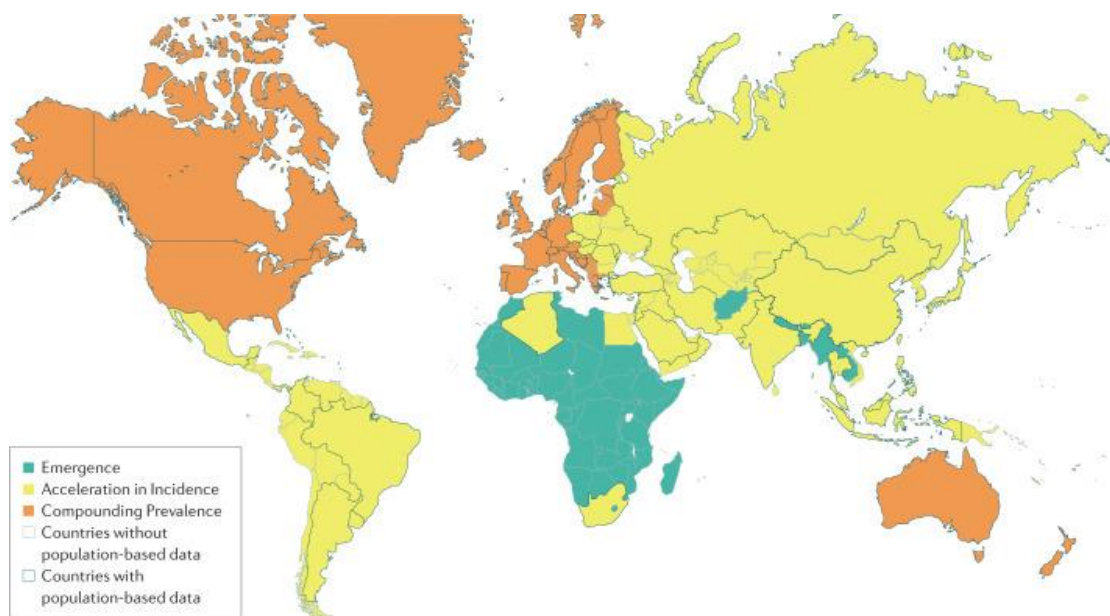 Emergence
Acceleration in Incidence
Compounding Prevalence
Countries without
population-based data
Countries with
population-based data